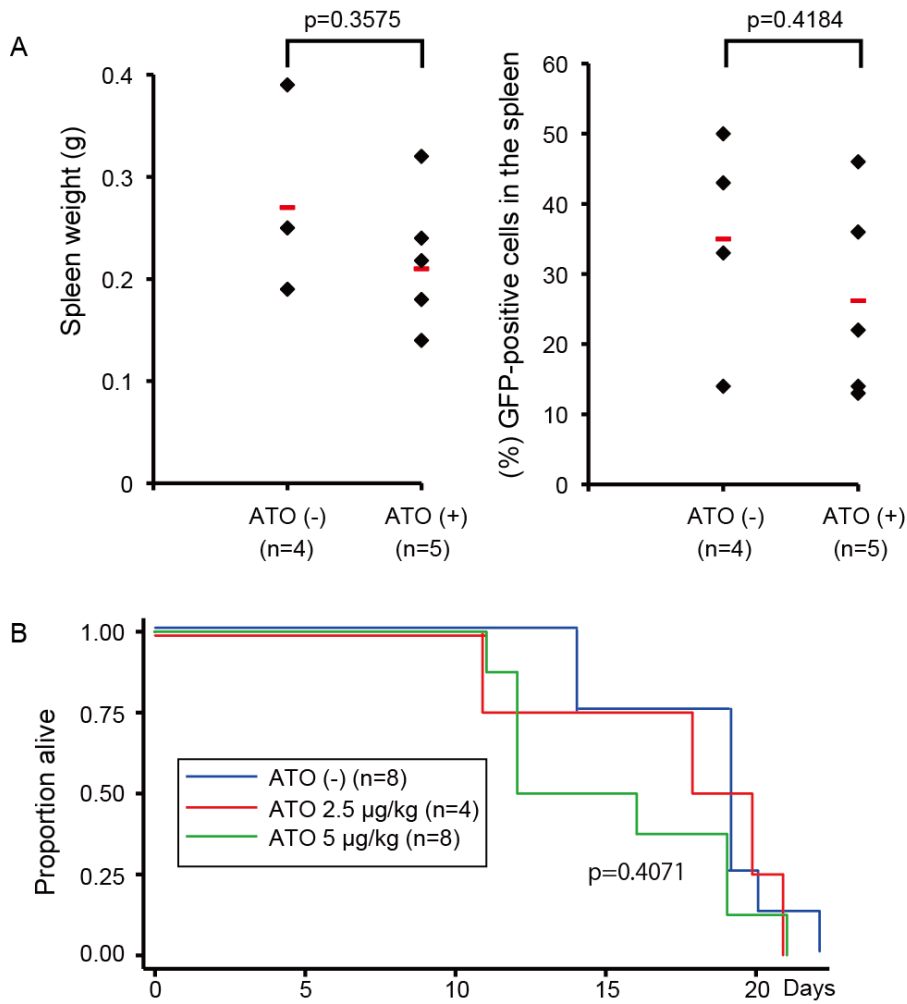 A
p=0.3575
Spleen weight (g)
0.4
0.3
0.2
0.1
0
ATO (-)
(n=4)
ATO (+)
(n=5)
p=0.4184
(%) GFP-positive cells in the spleen
60
50
40
30
20
10
0
ATO (-)
(n=4)
ATO (+)
(n=5)
B
Proportion alive
1.00
0.75
0.50
0.25
0.00
ATO (-) (n=8)
ATO 2.5 μg/kg (n=4)
ATO 5 μg/kg (n=8)
p=0.4071
0 5 10 15 20 Days